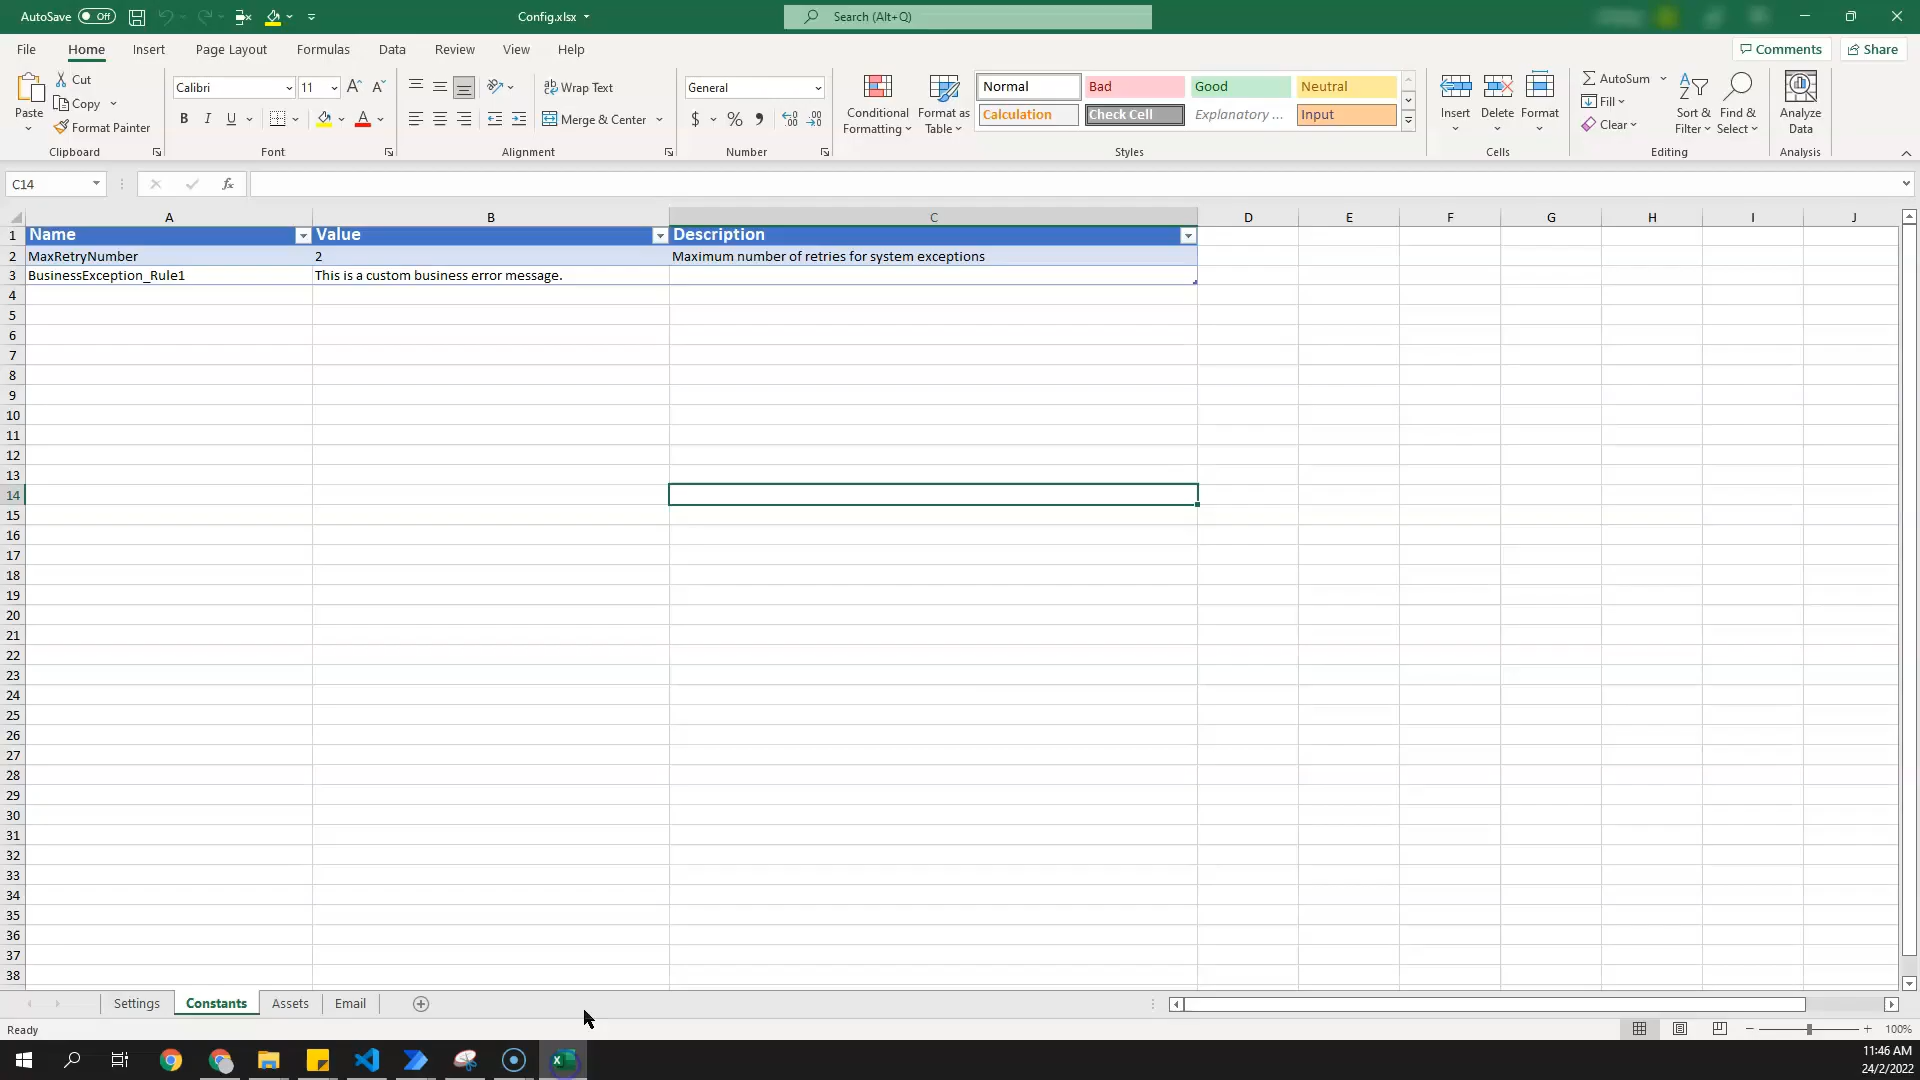 AutoSave Off Config.xlsx Search (Alt+Q)
File Home Insert Page Layout Formulas Data Review View Help Comments Share
Paste Cut Copy Format Painter Clipboard
Calibri 11 A A B I U A Font
Wrap Text Merge & Center Alignment
General $ % Number
Conditional Formatting Format as Table
Normal Bad Good Neutral
Calculation Check Cell Explanatory ... Input
Styles
Insert Delete Format Cells
AutoSum Fill Clear Sort & Filter Find & Select Editing
Analyze Data Analysis
C14 fx
A B C D E F G H I J
1 Name Value Description
2 MaxRetryNumber 2 Maximum number of retries for system exceptions
3 BusinessException_Rule1 This is a custom business error message.
4
5
6
7
8
9
10
11
12
13
14
15
16
17
18
19
20
21
22
23
24
25
26
27
28
29
30
31
32
33
34
35
36
37
38
Settings Constants Assets Email
Ready 100%
11:46 AM
24/2/2022